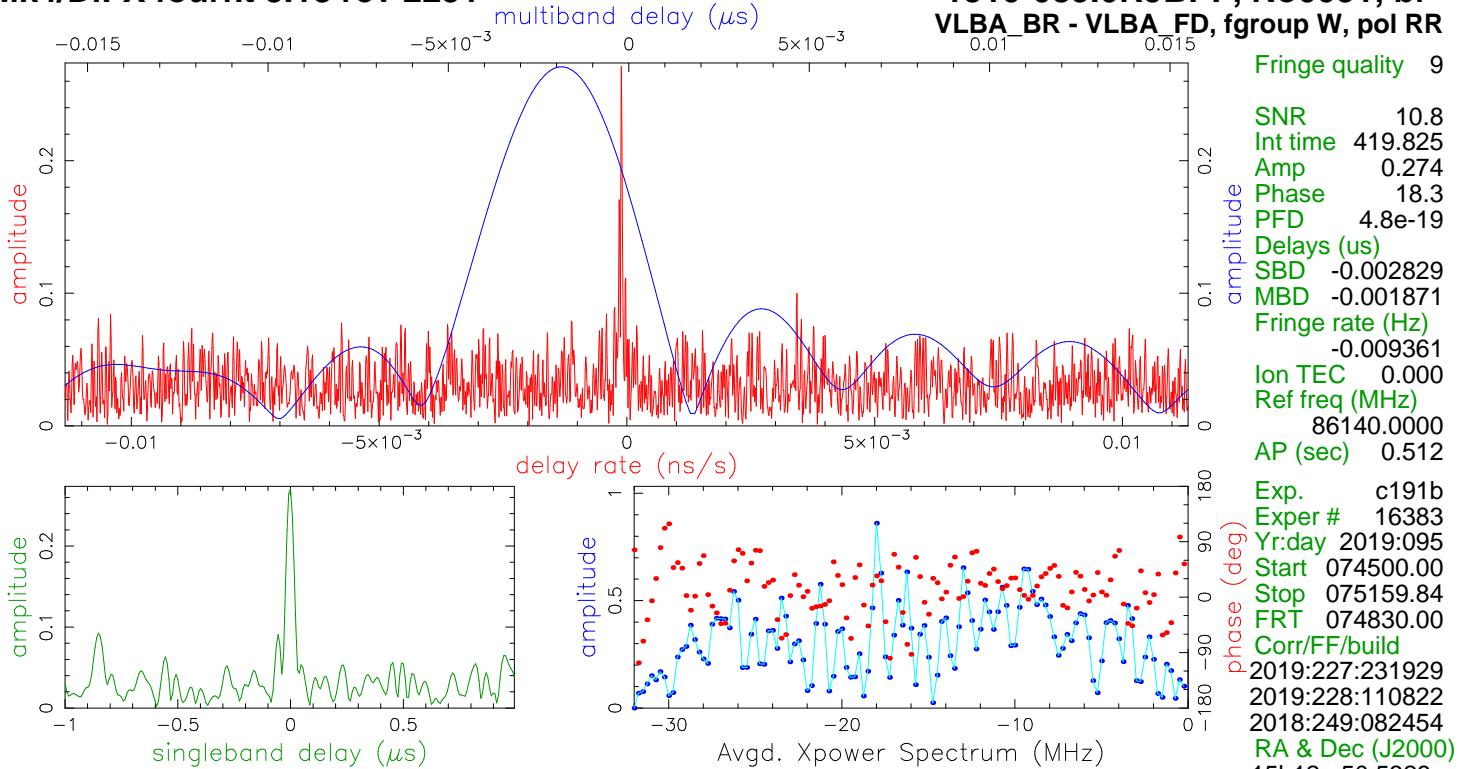 VLBA_BR - VLBA_FD, fgroup W, pol RR
multiband delay (μs)
−0.015 −0.01 −5×10⁻³ 0 5×10⁻³ 0.01 0.015
amplitude
0 0.1 0.2
amplitude
0 0.1 0.2
−0.01 −5×10⁻³ 0 5×10⁻³ 0.01
delay rate (ns/s)
amplitude
0 0.1 0.2
−1 −0.5 0 0.5
singleband delay (μs)
amplitude
0 0.5 1
phase (deg)
−180 −90 0 90 180
−30 −20 −10 0
Avgd. Xpower Spectrum (MHz)
Fringe quality 9
SNR 10.8
Int time 419.825
Amp 0.274
Phase 18.3
PFD 4.8e-19
Delays (us)
SBD -0.002829
MBD -0.001871
Fringe rate (Hz)
-0.009361
Ion TEC 0.000
Ref freq (MHz)
86140.0000
AP (sec) 0.512
Exp. c191b
Exper # 16383
Yr:day 2019:095
Start 074500.00
Stop 075159.84
FRT 074830.00
Corr/FF/build
2019:227:231929
2019:228:110822
2018:249:082454
RA & Dec (J2000)